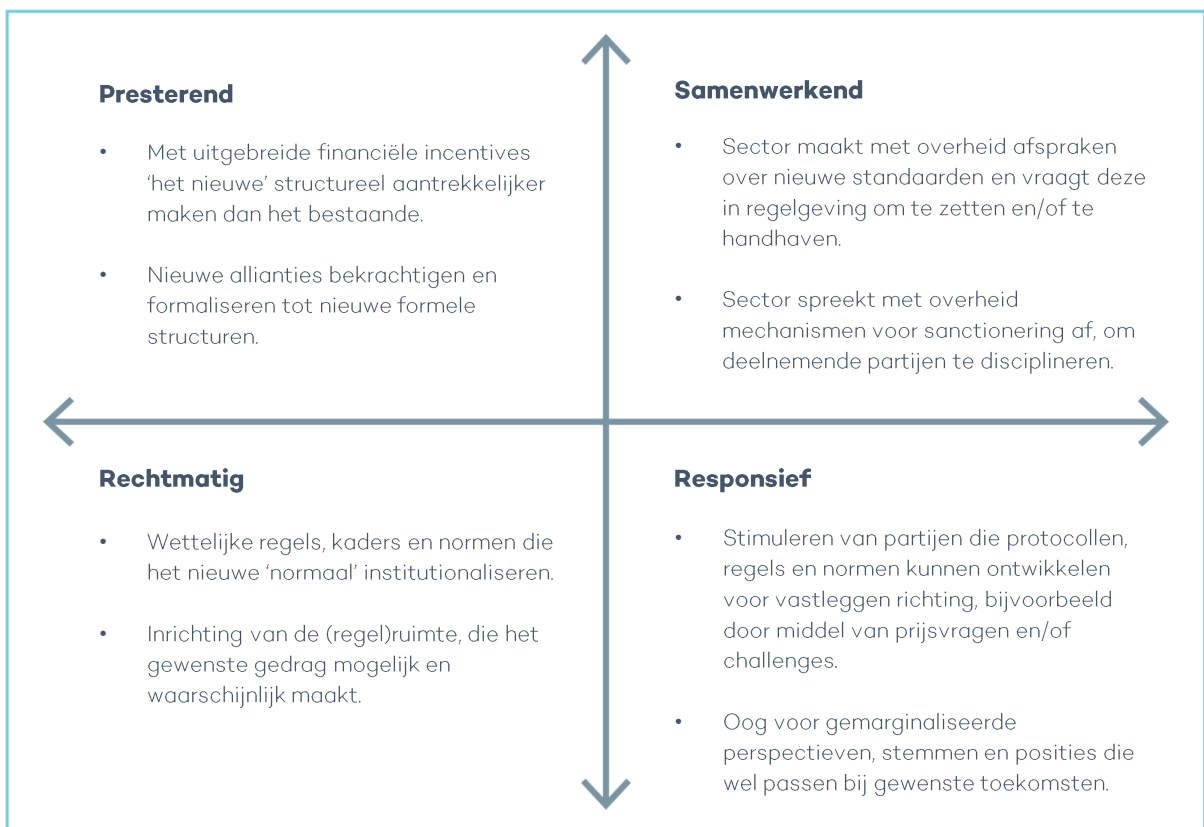 Presterend
• Met uitgebreide financiële incentives
'het nieuwe' structureel aantrekkelijker
maken dan het bestaande.
• Nieuwe allianties bekrachtigen en
formaliseren tot nieuwe formele
structuren.
Samenwerkend
• Sector maakt met overheid afspraken
over nieuwe standaarden en vraagt deze
in regelgeving om te zetten en/of te
handhaven.
• Sector spreekt met overheid
mechanismen voor sanctionering af, om
deelnemende partijen te disciplineren.
Rechtmatig
• Wettelijke regels, kaders en normen die
het nieuwe 'normaal' institutionaliseren.
• Inrichting van de (regel)ruimte, die het
gewenste gedrag mogelijk en
waarschijnlijk maakt.
Responsief
• Stimuleren van partijen die protocollen,
regels en normen kunnen ontwikkelen
voor vastleggen richting, bijvoorbeeld
door middel van prijsvragen en/of
challenges.
• Oog voor gemarginaliseerde
perspectieven, stemmen en posities die
wel passen bij gewenste toekomsten.